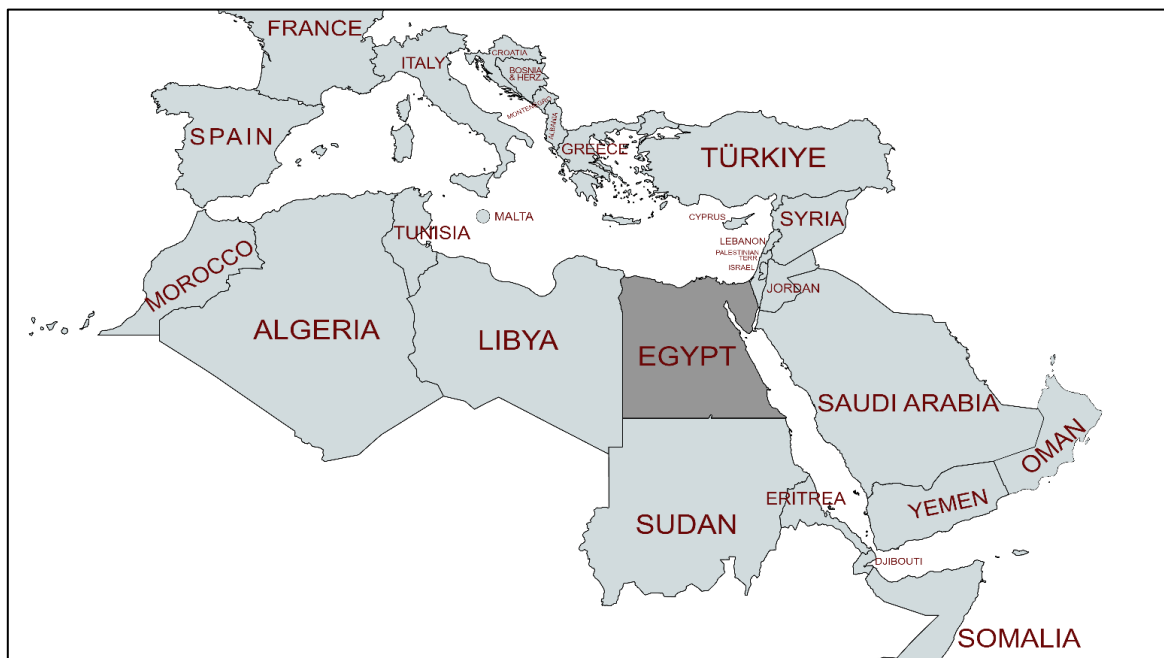 FRANCE
CROATIA
ITALY
BOSNIA
& HERZ.
MONTENEGRO
ALBANIA
SPAIN
GREECE
TÜRKIYE
MALTA
CYPRUS
SYRIA
TUNISIA
LEBANON
PALESTINIAN
TERR
ISRAEL
MOROCCO
JORDAN
ALGERIA
LIBYA
EGYPT
SAUDI ARABIA
OMAN
ERITREA
YEMEN
SUDAN
DJIBOUTI
SOMALIA